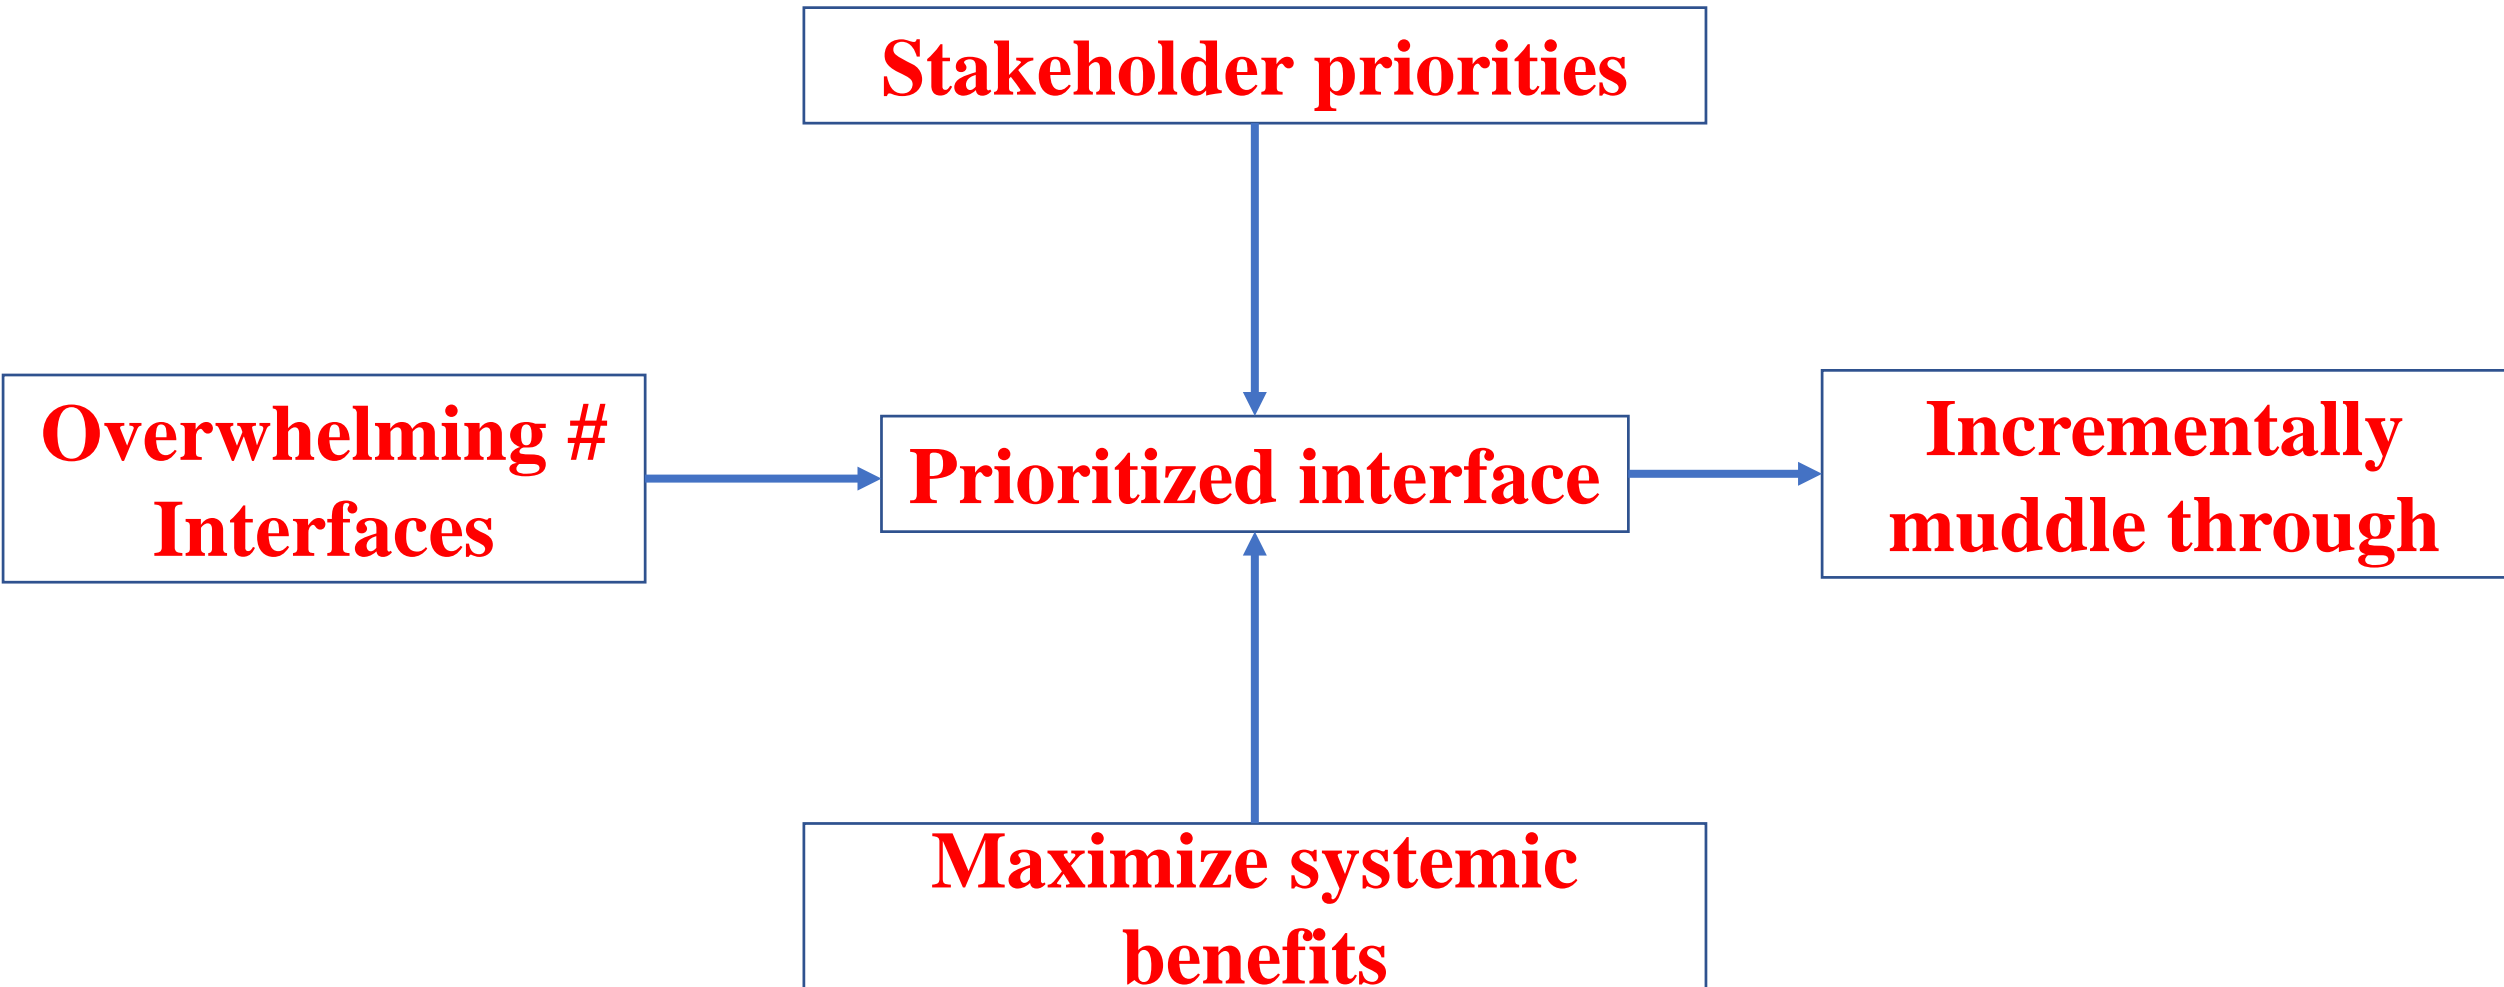 Stakeholder priorities
Overwhelming #
Interfaces
Prioritized interface
Incrementally
muddle through
Maximize systemic
benefits